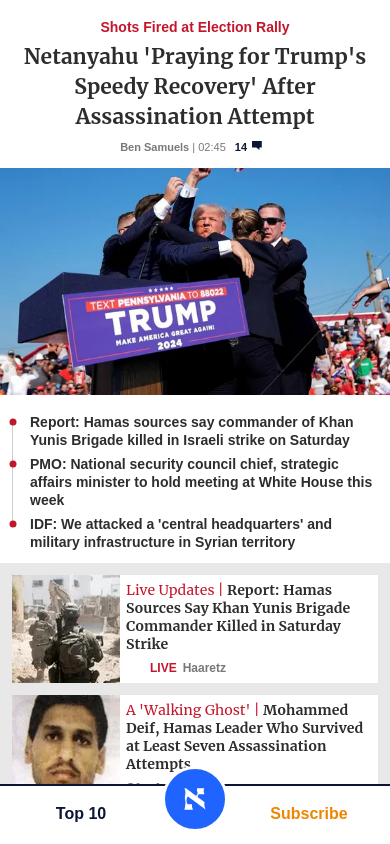 Shots Fired at Election Rally
Netanyahu 'Praying for Trump's
Speedy Recovery' After
Assassination Attempt
Ben Samuels | 02:45 14
TEXT PENNSYLVANIA TO 88022
TRUMP
MAKE AMERICA GREAT AGAIN!
2024
Report: Hamas sources say commander of Khan
Yunis Brigade killed in Israeli strike on Saturday
PMO: National security council chief, strategic
affairs minister to hold meeting at White House this
week
IDF: We attacked a 'central headquarters' and
military infrastructure in Syrian territory
Live Updates | Report: Hamas
Sources Say Khan Yunis Brigade
Commander Killed in Saturday
Strike
LIVE Haaretz
A 'Walking Ghost' | Mohammed
Deif, Hamas Leader Who Survived
at Least Seven Assassination
Attempts
Top 10
Subscribe